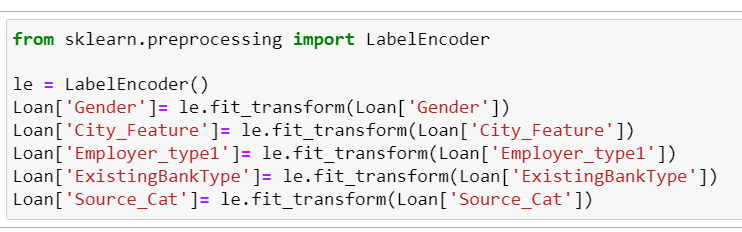 from sklearn.preprocessing import LabelEncoder
le = LabelEncoder()
Loan['Gender']= le.fit_transform(Loan['Gender'])
Loan['City_Feature']= le.fit_transform(Loan['City_Feature'])
Loan['Employer_type1']= le.fit_transform(Loan['Employer_type1'])
Loan['ExistingBankType']= le.fit_transform(Loan['ExistingBankType'])
Loan['Source_Cat']= le.fit_transform(Loan['Source_Cat'])